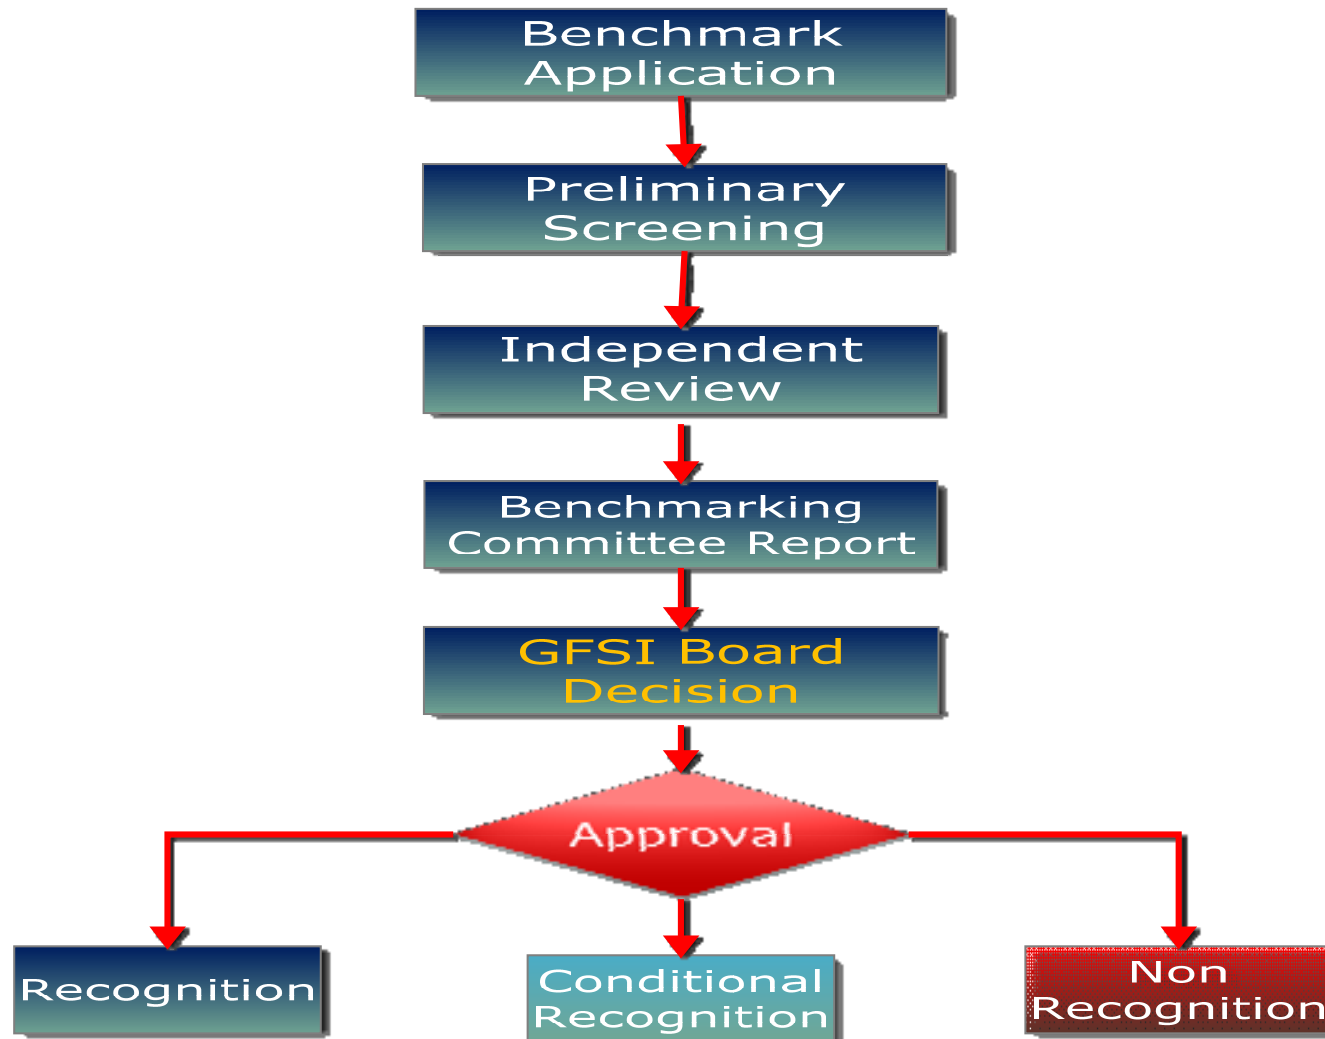 Benchmark
Application
Preliminary
Screening
Independent
Review
Benchmarking
Committee Report
GFSI Board
Decision
Approval
Recognition
Conditional
Recognition
Non
Recognition